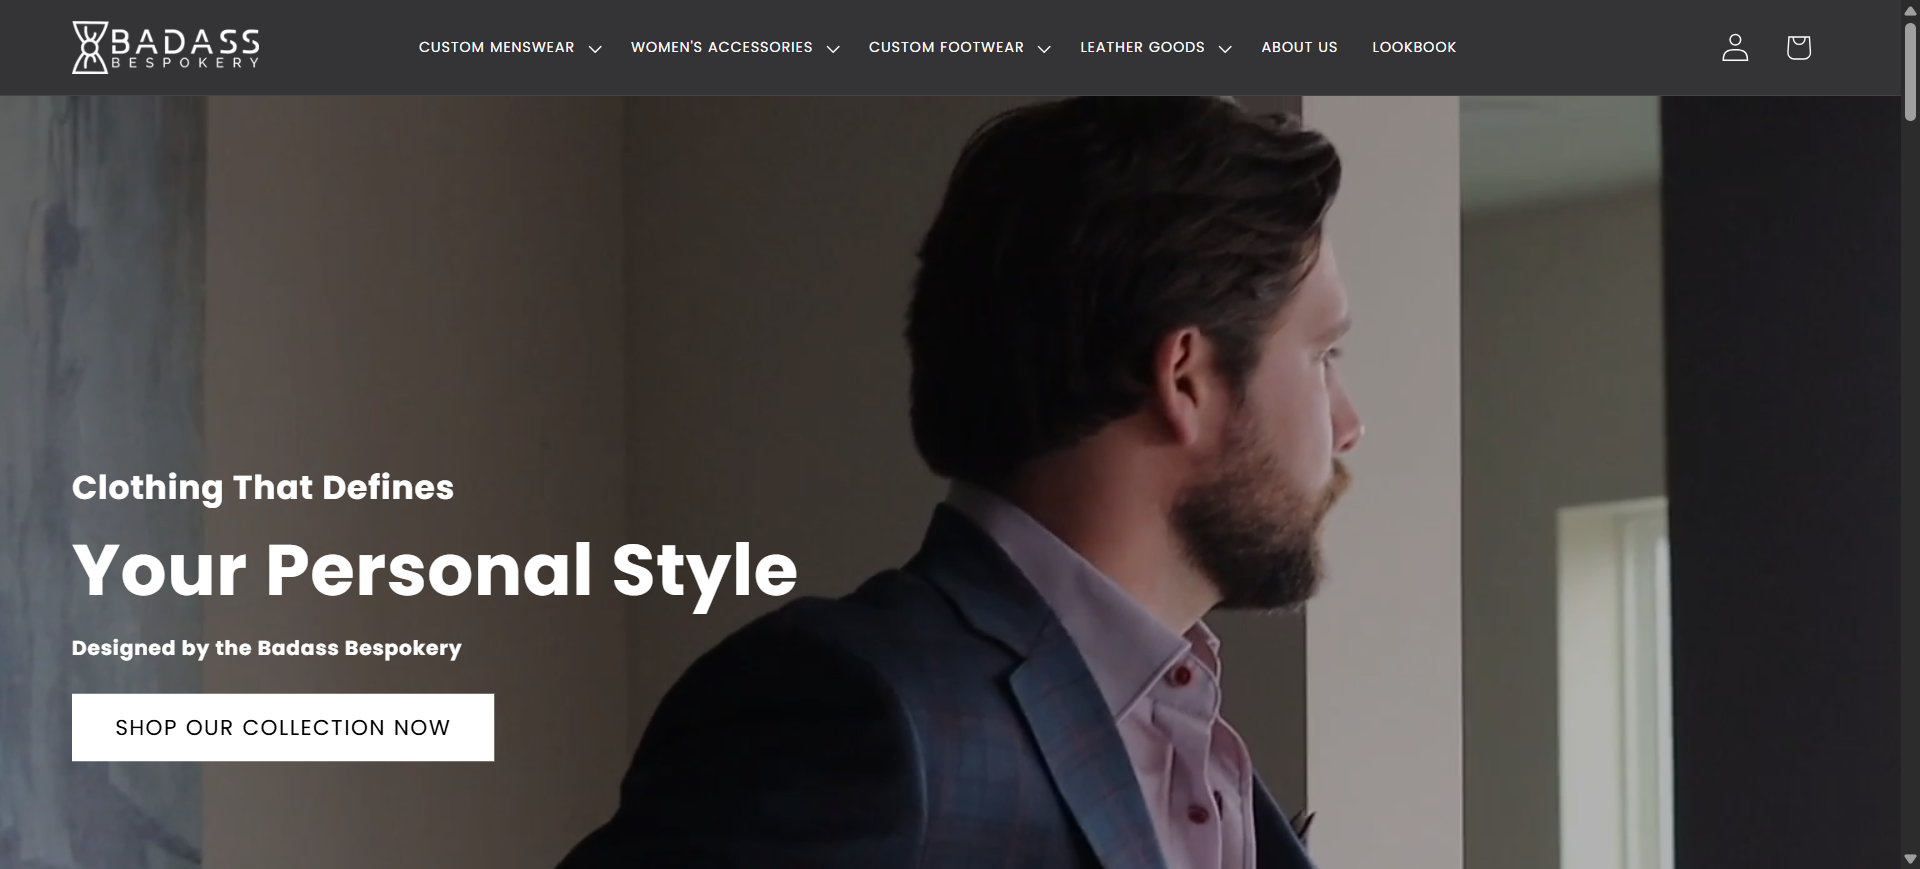 BADASS
BESPOKERY
CUSTOM MENSWEAR
WOMEN'S ACCESSORIES
CUSTOM FOOTWEAR
LEATHER GOODS
ABOUT US
LOOKBOOK
Clothing That Defines
Your Personal Style
Designed by the Badass Bespokery
SHOP OUR COLLECTION NOW